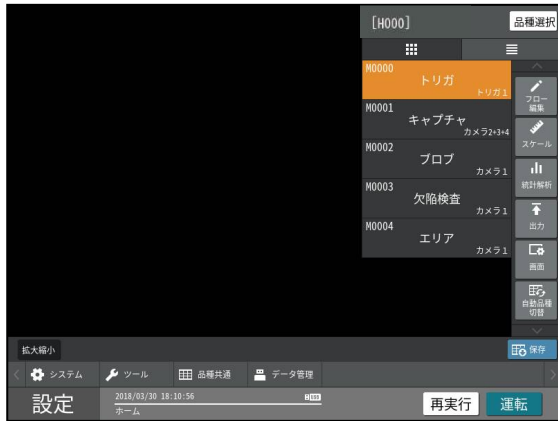 [H000]
品種選択
M0000
トリガ
トリガ1
M0001
キャプチャ
カメラ2+3+4
M0002
ブロブ
カメラ1
M0003
欠陥検査
カメラ1
M0004
エリア
カメラ1
フロー
編集
スケール
統計解析
出力
画面
自動品種
切替
拡大縮小
保存
システム
ツール
品種共通
データ管理
設定
2018/03/30 18:10:56
ホーム
再実行
運転